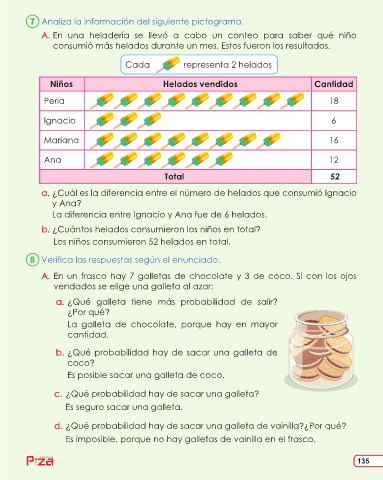 7 Analiza la información del siguiente pictograma.
A. En una heladería se llevó a cabo un conteo para saber qué niño
consumió más helados durante un mes. Estos fueron los resultados.
Cada representa 2 helados
Niños Helados vendidos Cantidad
Perla 18
Ignacio 6
Mariana 16
Ana 12
Total 52
a. ¿Cuál es la diferencia entre el número de helados que consumió Ignacio
y Ana?
La diferencia entre Ignacio y Ana fue de 6 helados.
b. ¿Cuántos helados consumieron los niños en total?
Los niños consumieron 52 helados en total.
8 Verifica las respuestas según el enunciado.
A. En un frasco hay 7 galletas de chocolate y 3 de coco. Si con los ojos
vendados se elige una galleta al azar:
a. ¿Qué galleta tiene más probabilidad de salir?
¿Por qué?
La galleta de chocolate, porque hay en mayor
cantidad.
b. ¿Qué probabilidad hay de sacar una galleta de
coco?
Es posible sacar una galleta de coco.
c. ¿Qué probabilidad hay de sacar una galleta?
Es seguro sacar una galleta.
d. ¿Qué probabilidad hay de sacar una galleta de vainilla?¿Por qué?
Es imposible, porque no hay galletas de vainilla en el frasco.
135